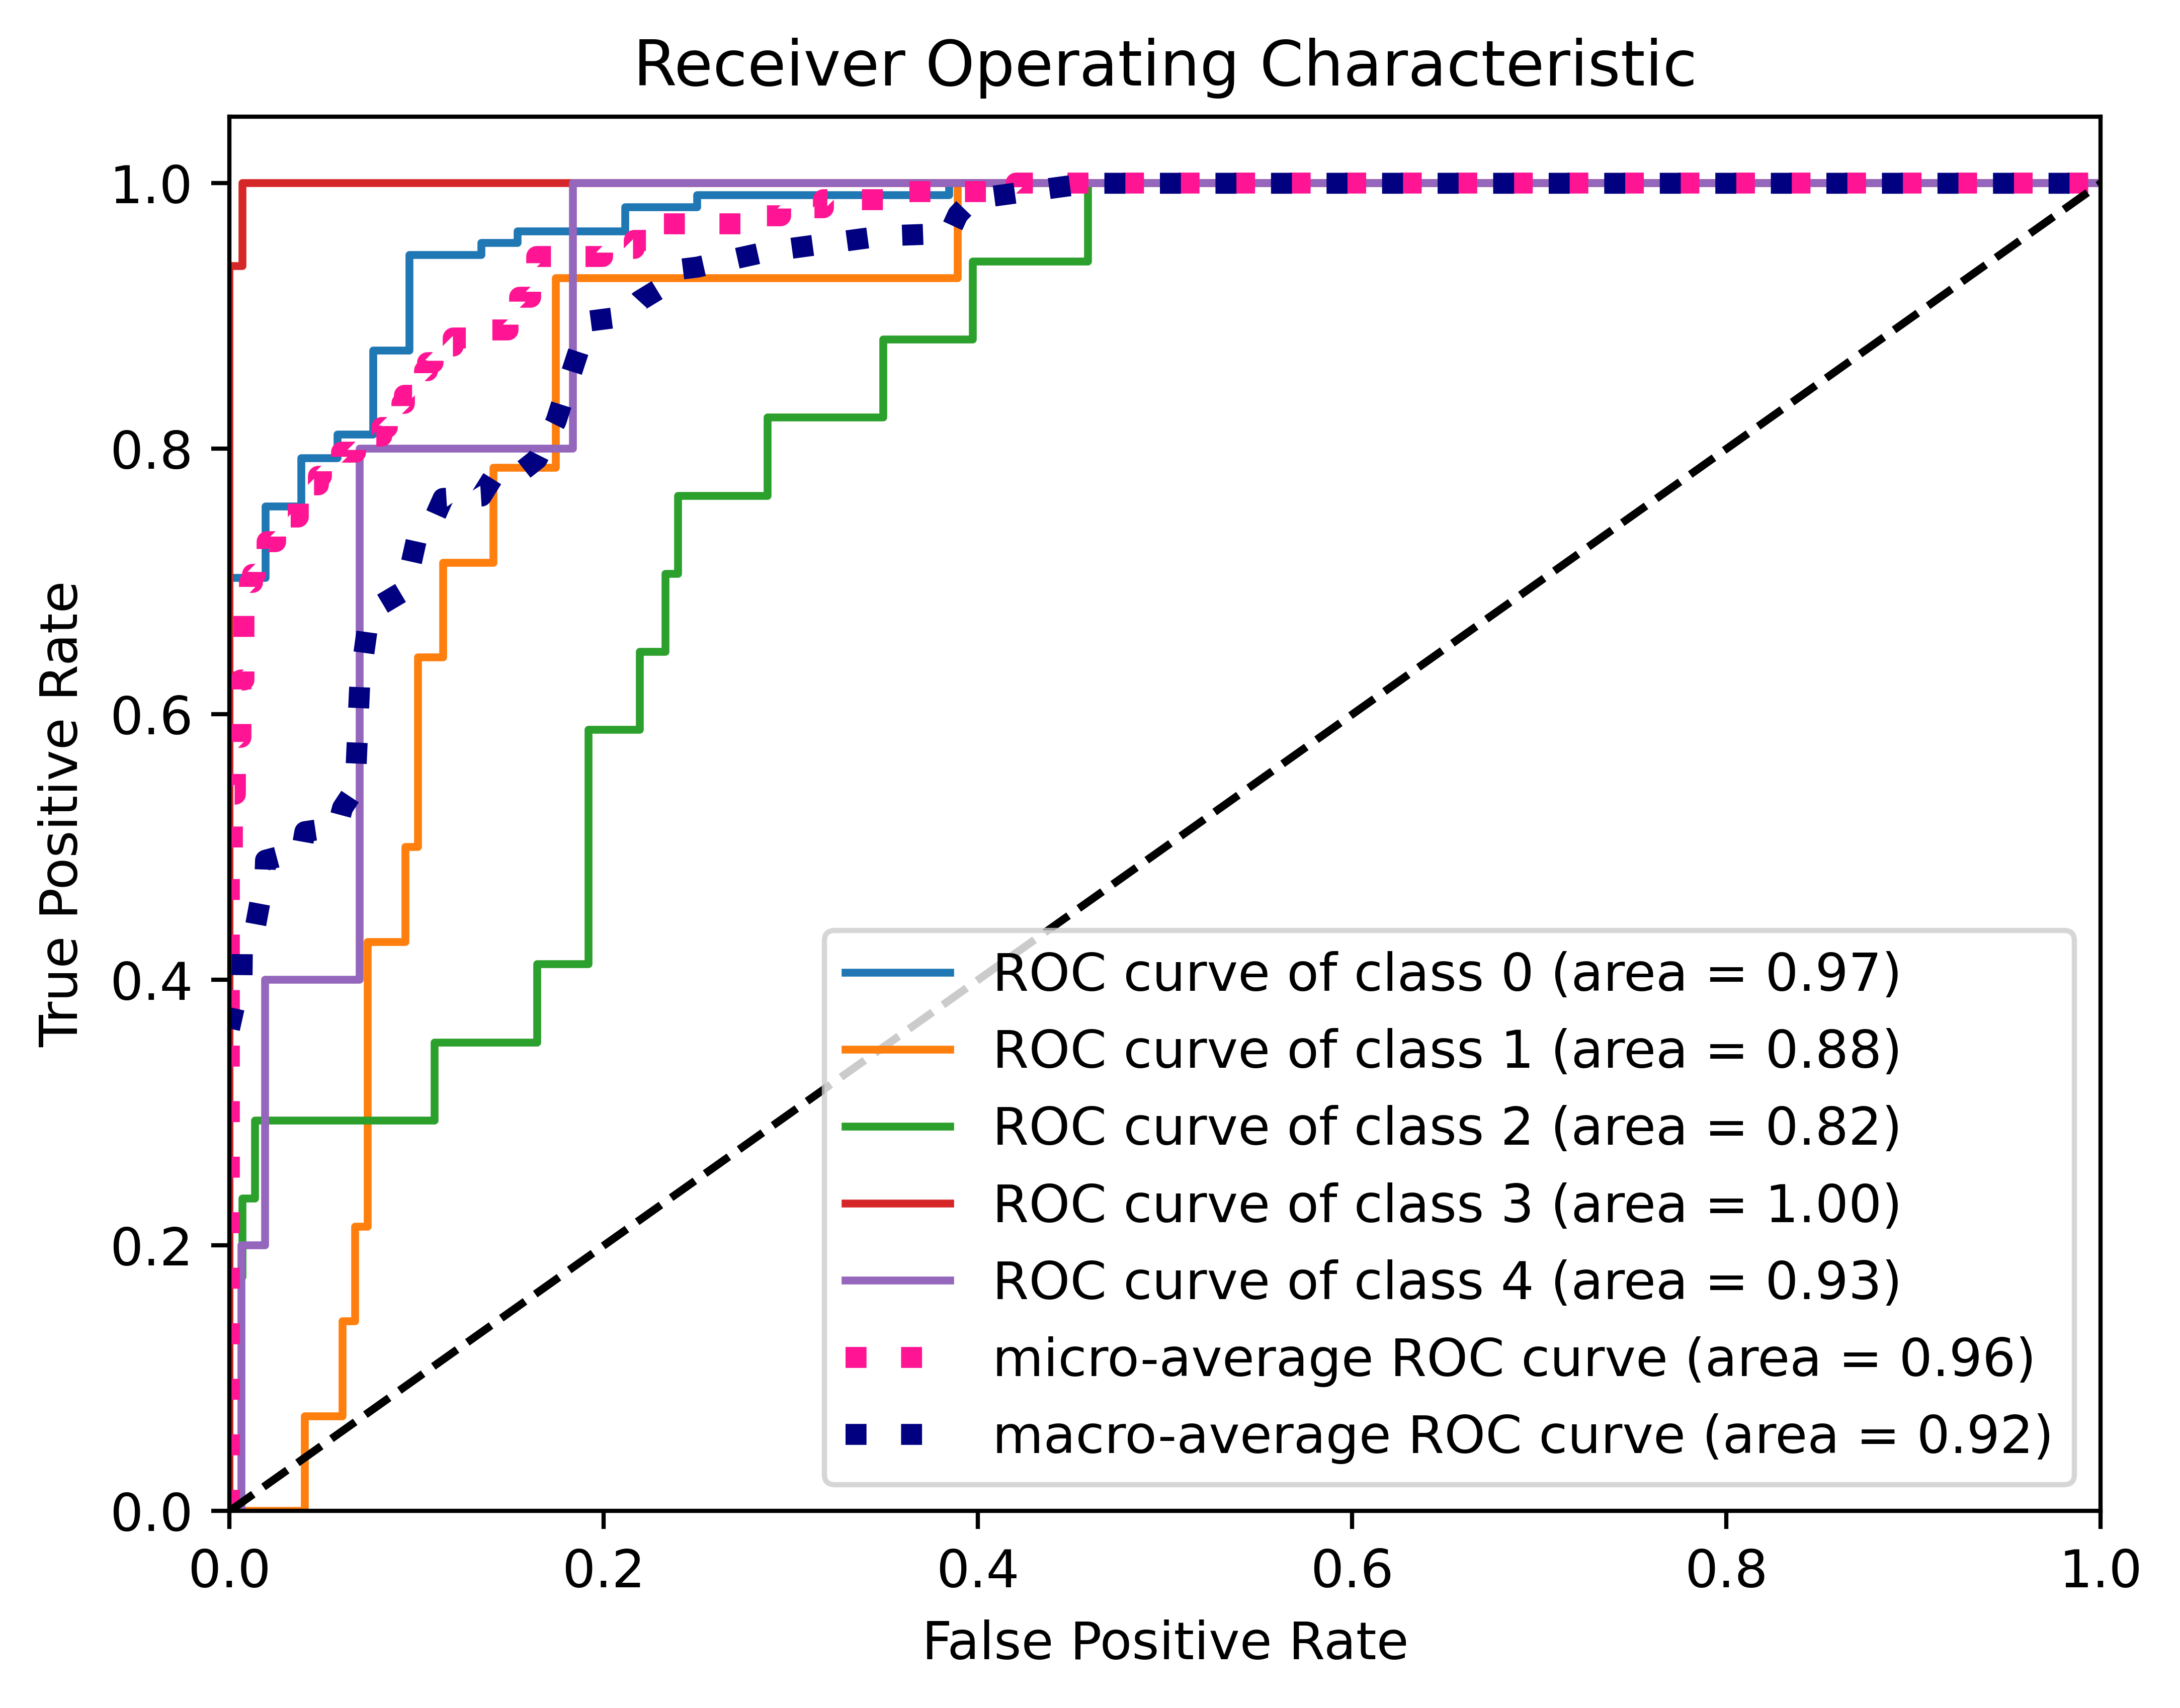 Receiver Operating Characteristic
True Positive Rate
1.0
0.8
0.6
0.4
0.2
0.0
ROC curve of class 0 (area = 0.97)
ROC curve of class 1 (area = 0.88)
ROC curve of class 2 (area = 0.82)
ROC curve of class 3 (area = 1.00)
ROC curve of class 4 (area = 0.93)
micro-average ROC curve (area = 0.96)
macro-average ROC curve (area = 0.92)
0.0 0.2 0.4 0.6 0.8 1.0
False Positive Rate